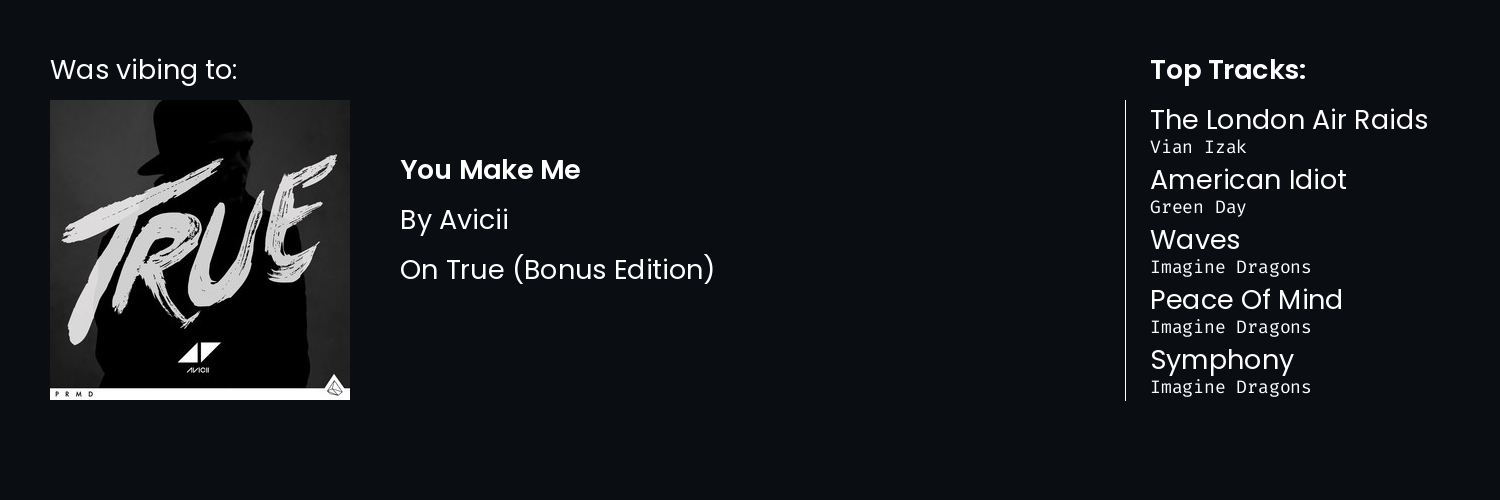 Was vibing to:
TRUE
AVICII
PRMD
You Make Me
By Avicii
On True (Bonus Edition)
Top Tracks:
The London Air Raids
Vian Izak
American Idiot
Green Day
Waves
Imagine Dragons
Peace Of Mind
Imagine Dragons
Symphony
Imagine Dragons